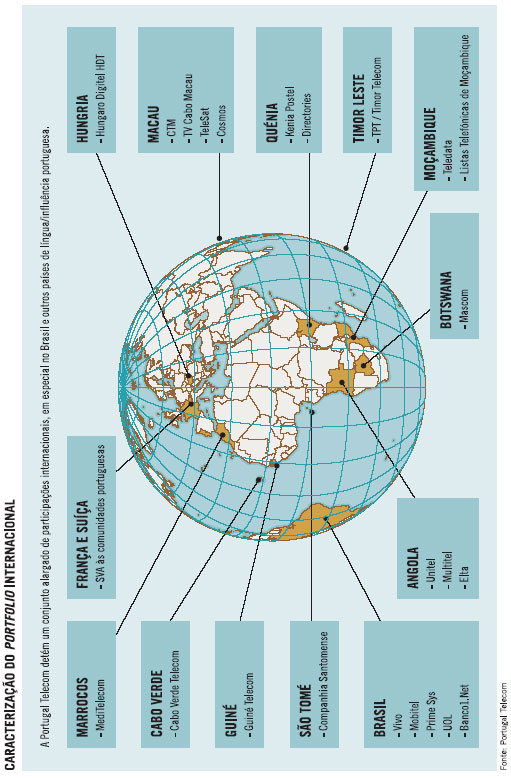 CARACTERIZAÇÃO DO PORTFOLIO INTERNACIONAL
A Portugal Telecom detém um conjunto alargado de participações internacionais, em especial no Brasil e outros países de língua/influência portuguesa.
MARROCOS
– MediTelecom
CABO VERDE
– Cabo Verde Telecom
GUINÉ
– Guiné Telecom
SÃO TOMÉ
– Companhia Santomense
BRASIL
– Vivo
– Mobitel
– Prime Sys
– UOL
– Banco1.Net
FRANÇA E SUÍÇA
– SVA às comunidades portuguesas
ANGOLA
– Unitel
– Multitel
– Elta
HUNGRIA
– Hungaro Digitel HDT
MACAU
– CTM
– TV Cabo Macau
– TeleSat
– Cosmos
QUÉNIA
– Kenia Postel
– Directories
TIMOR LESTE
– TPT / Timor Telecom
MOÇAMBIQUE
– Teledata
– Listas Telefónicas de Moçambique
BOTSWANA
– Mascom
Fonte: Portugal Telecom